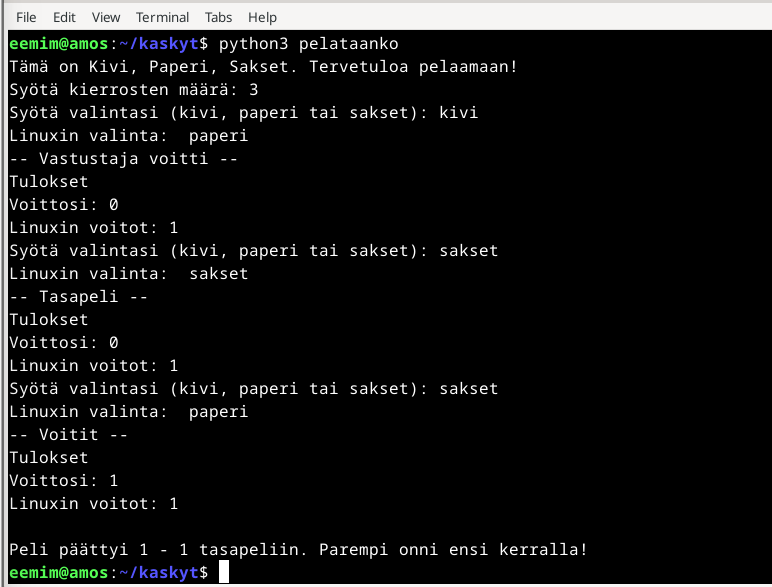 File Edit View Terminal Tabs Help
eemim@amos:~/kaskyt$ python3 pelataanko
Tämä on Kivi, Paperi, Sakset. Tervetuloa pelaamaan!
Syötä kierrosten määrä: 3
Syötä valintasi (kivi, paperi tai sakset): kivi
Linuxin valinta:  paperi
-- Vastustaja voitti --
Tulokset
Voittosi: 0
Linuxin voitot: 1
Syötä valintasi (kivi, paperi tai sakset): sakset
Linuxin valinta:  sakset
-- Tasapeli --
Tulokset
Voittosi: 0
Linuxin voitot: 1
Syötä valintasi (kivi, paperi tai sakset): sakset
Linuxin valinta:  paperi
-- Voitit --
Tulokset
Voittosi: 1
Linuxin voitot: 1

Peli päättyi 1 - 1 tasapeliin. Parempi onni ensi kerralla!
eemim@amos:~/kaskyt$